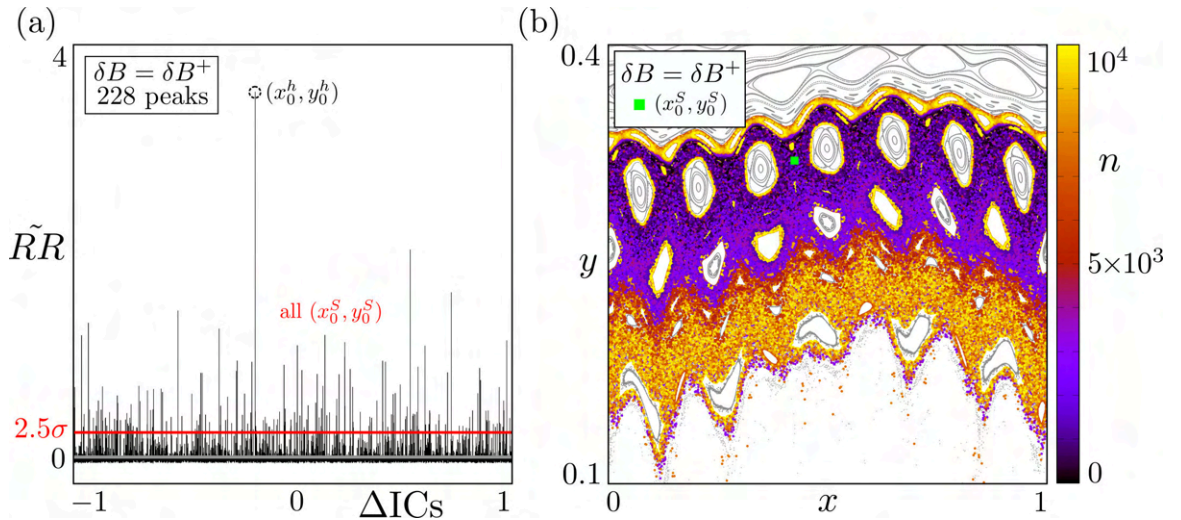 (a)
4
δB = δB⁺
228 peaks
(x₀ʰ, y₀ʰ)
R̃R
all (x₀ˢ, y₀ˢ)
2.5σ
0
−1
0
1
ΔICs
(b)
0.4
δB = δB⁺
(x₀ˢ, y₀ˢ)
y
0.1
0
x
1
10⁴
n
5×10³
0